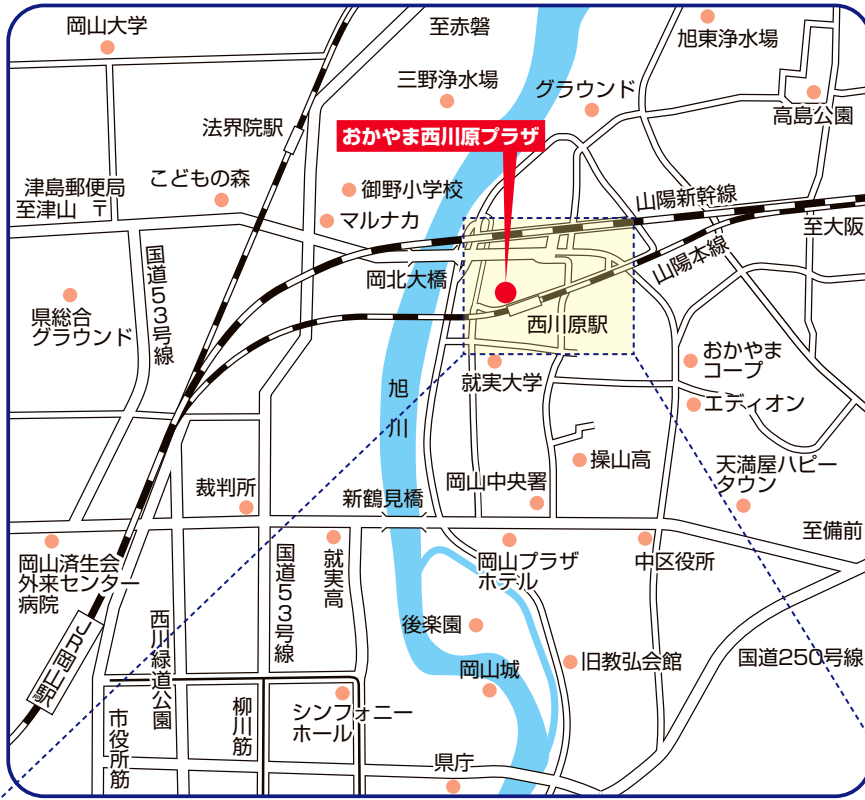 岡山大学
至赤磐
旭東浄水場
三野浄水場
グラウンド
高島公園
法界院駅
おかやま西川原プラザ
津島郵便局
至津山 〒
こどもの森
御野小学校
マルナカ
山陽新幹線
至大阪
山陽本線
国道53号線
岡北大橋
県総合
グラウンド
西川原駅
おかやま
コープ
就実大学
旭川
エディオン
操山高
天満屋ハピー
タウン
裁判所
新鶴見橋
岡山中央署
至備前
岡山済生会
外来センター
病院
国道53号線
就実高
岡山プラザ
ホテル
中区役所
西川緑道公園
後楽園
旧教弘会館
国道250号線
JR岡山駅
岡山城
市役所筋
柳川筋
シンフォニー
ホール
県庁